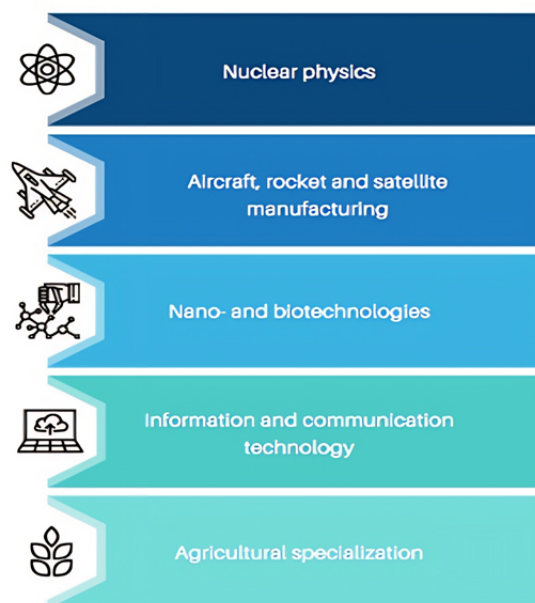 Nuclear physics
Aircraft, rocket and satellite
manufacturing
Nano- and biotechnologies
Information and communication
technology
Agricultural specialization